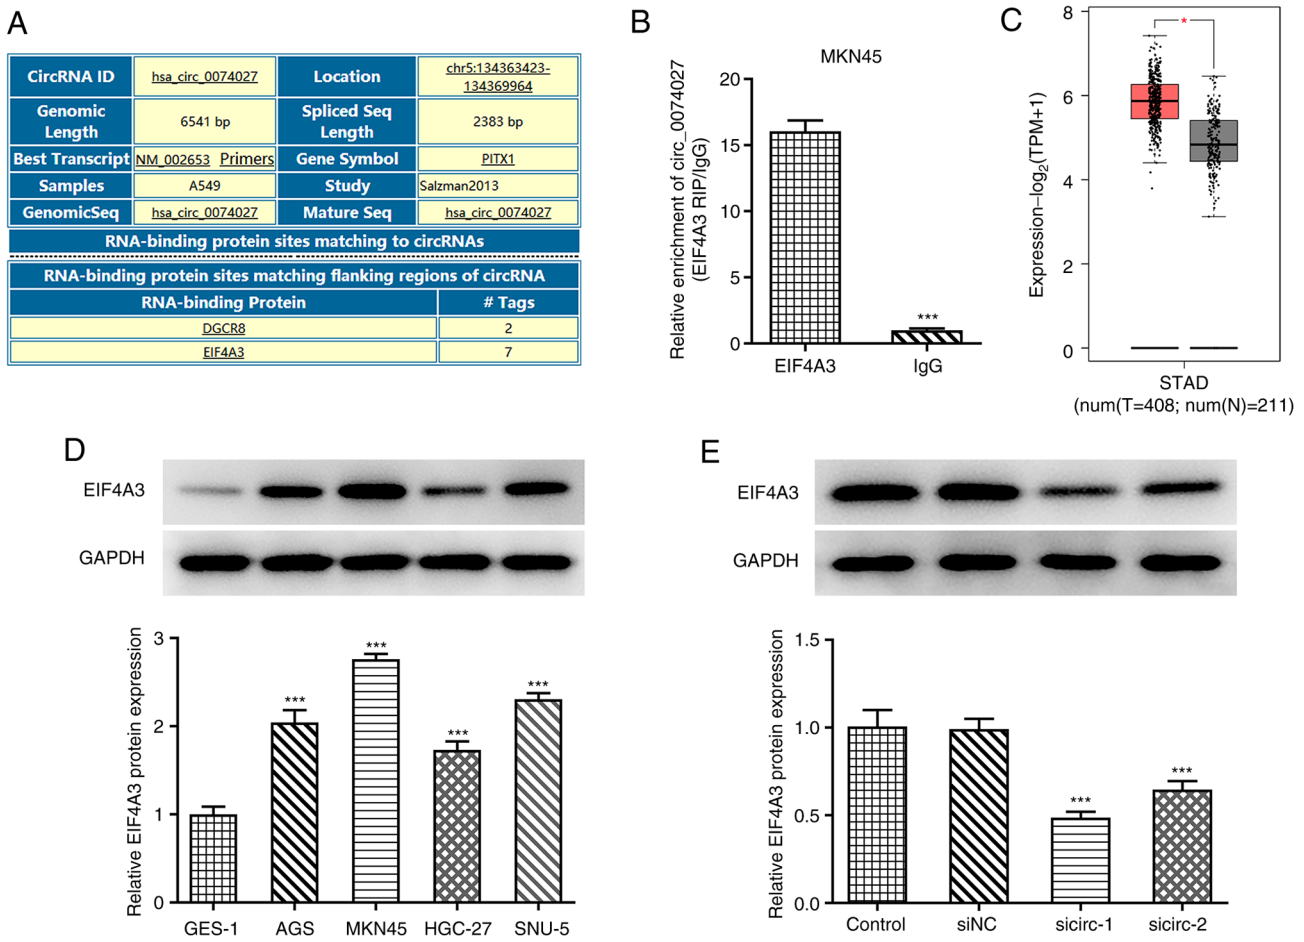 A
CircRNA ID hsa_circ_0074027 Location chr5:134363423-
134369964
Genomic
Length 6541 bp Spliced Seq
Length 2383 bp
Best Transcript NM_002653 Primers Gene Symbol PITX1
Samples A549 Study Salzman2013
GenomicSeq hsa_circ_0074027 Mature Seq hsa_circ_0074027
RNA-binding protein sites matching to circRNAs
RNA-binding protein sites matching flanking regions of circRNA
RNA-binding Protein # Tags
DGCR8 2
EIF4A3 7
B
MKN45
Relative enrichment of circ_0074027
(EIF4A3 RIP/IgG)
20
15
10
5
0
***
EIF4A3 IgG
C
Expression–log2(TPM+1)
8
6
4
2
0
*
STAD
(num(T=408; num(N)=211)
D
EIF4A3
GAPDH
Relative EIF4A3 protein expression
3
2
1
0
***
***
***
***
GES-1 AGS MKN45 HGC-27 SNU-5
E
EIF4A3
GAPDH
Relative EIF4A3 protein expression
1.5
1.0
0.5
0.0
***
***
Control siNC sicirc-1 sicirc-2